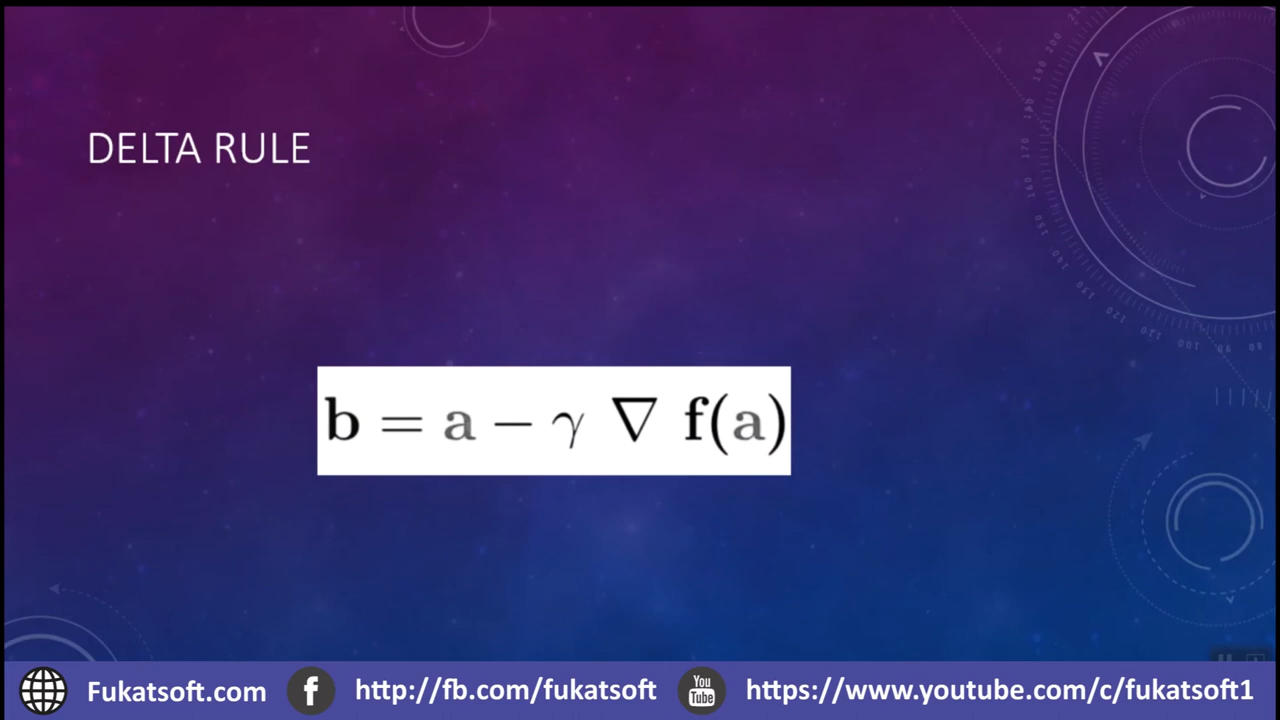 DELTA RULE
b = a − γ ∇ f(a)
Fukatsoft.com f http://fb.com/fukatsoft You Tube https://www.youtube.com/c/fukatsoft1